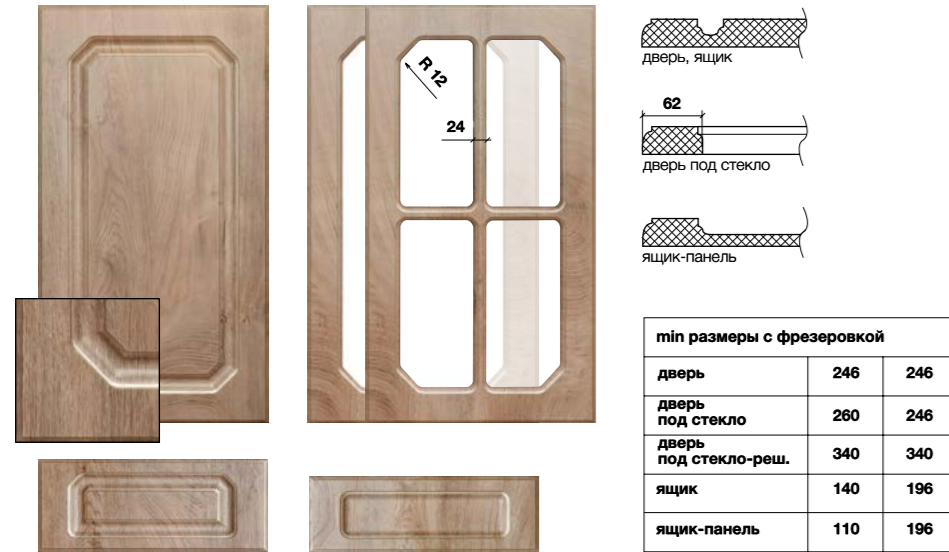 R 12
24
дверь, ящик
62
дверь под стекло
ящик-панель
min размеры с фрезеровкой
дверь 246 246
дверь
под стекло 260 246
дверь
под стекло-реш. 340 340
ящик 140 196
ящик-панель 110 196